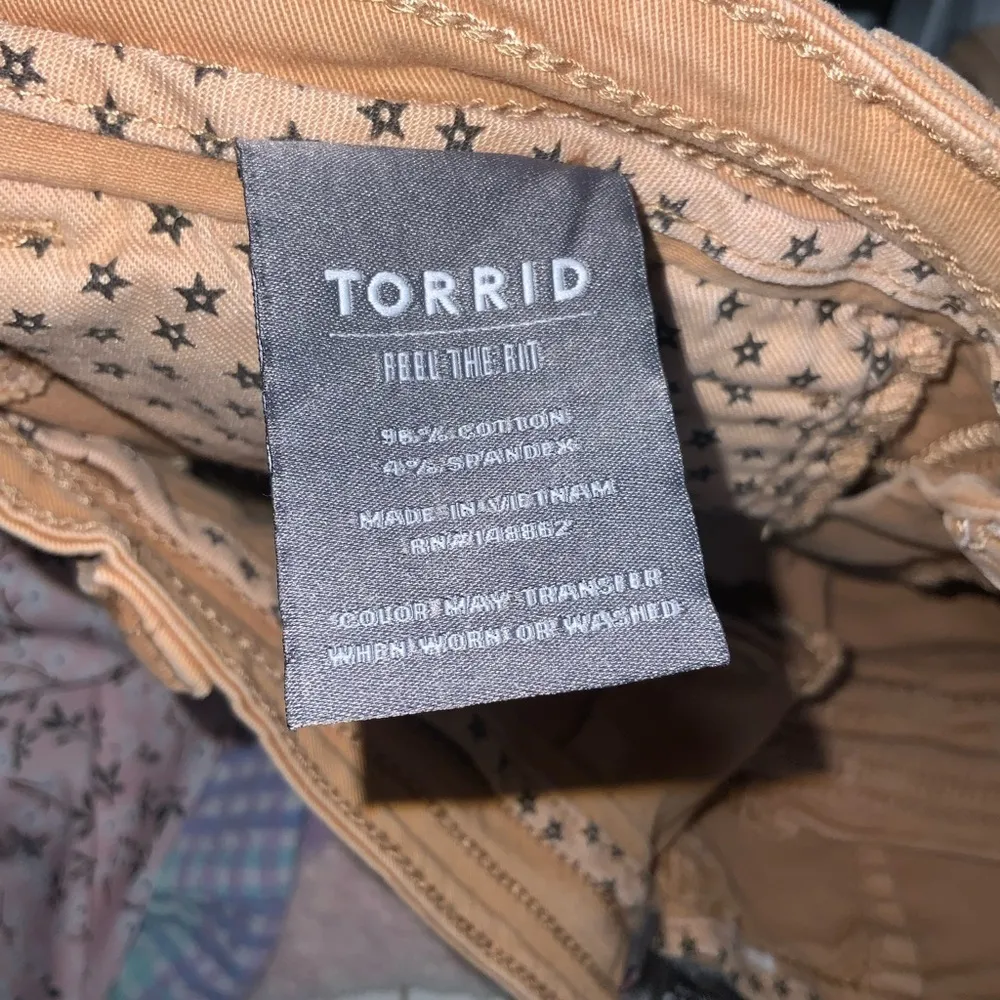 TORRID
FEEL THE FIT
96% COTTON
4% SPANDEX
MADE IN VIETNAM
RN#148862
COLOR MAY TRANSFER
WHEN WORN OR WASHED